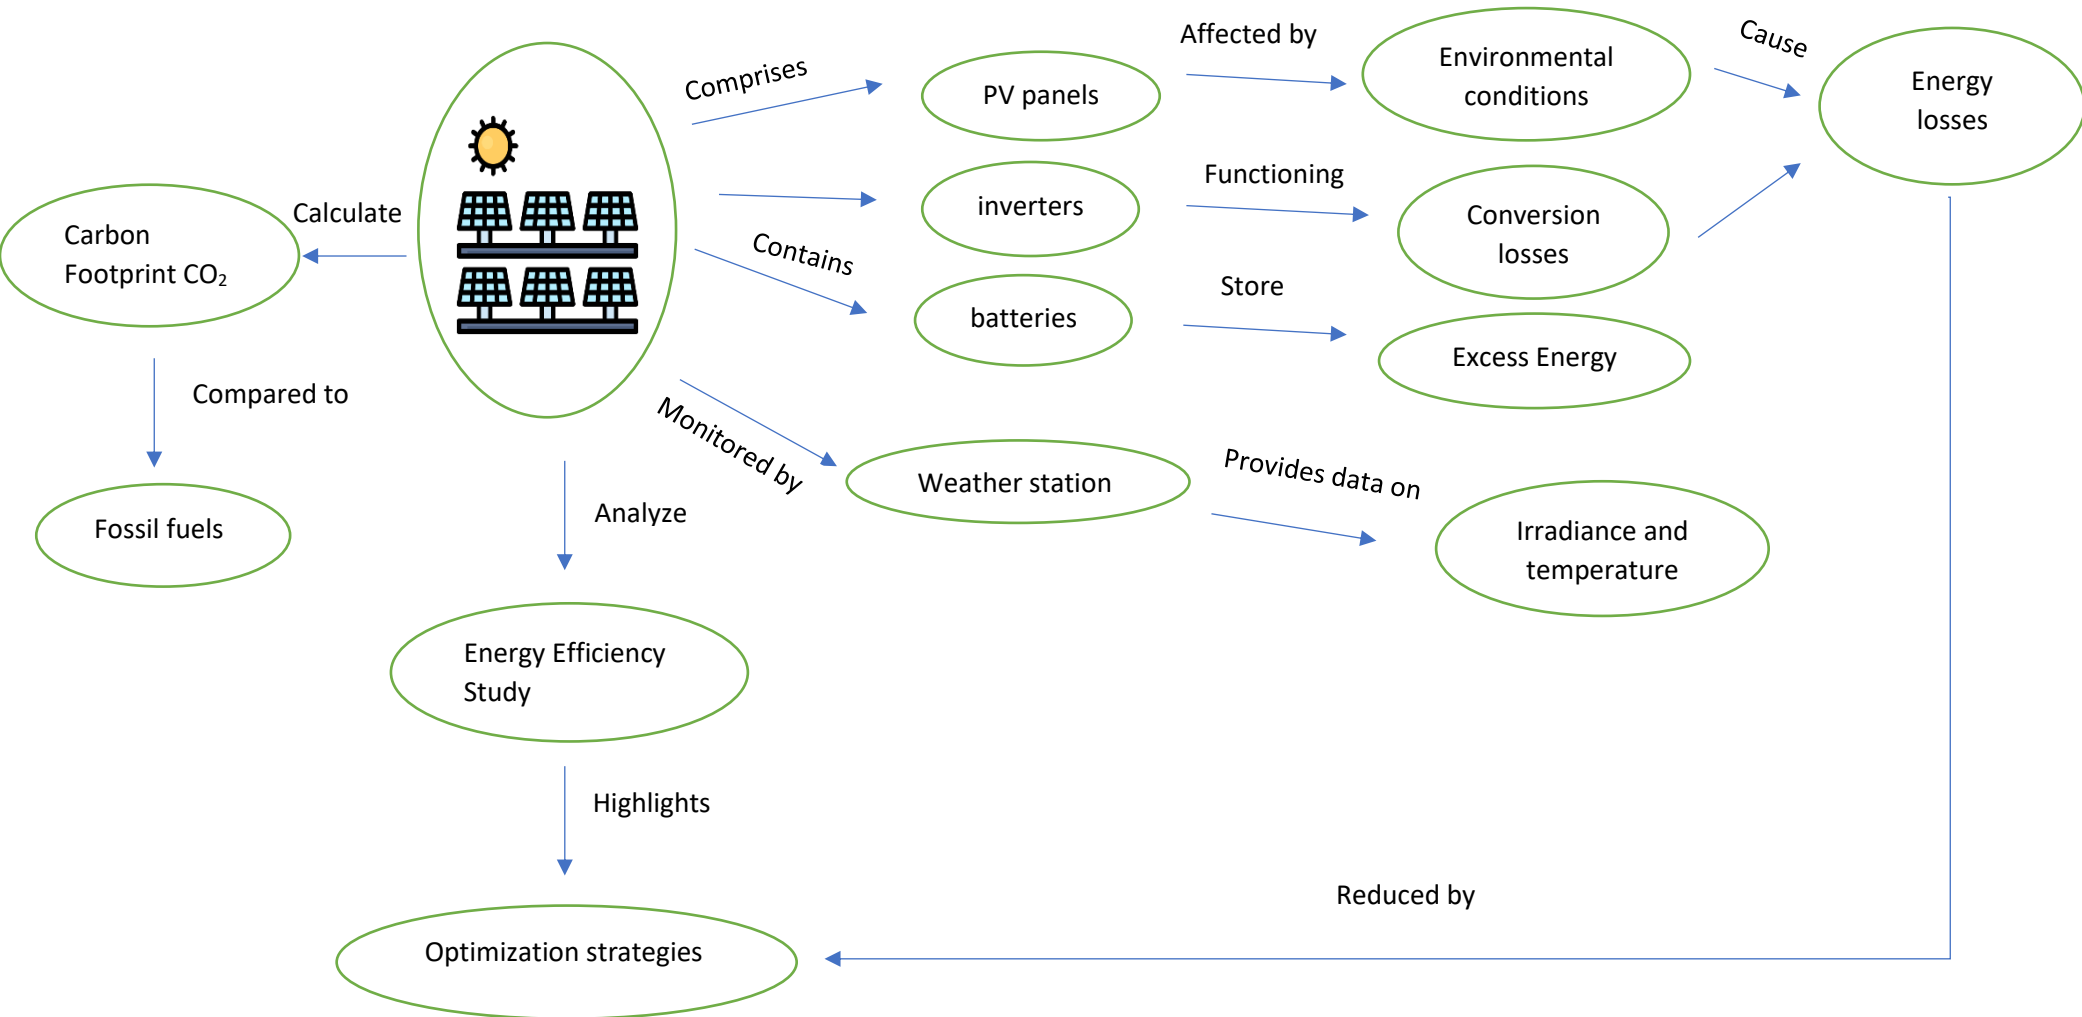 Affected by
Cause
Comprises
PV panels
Environmental
conditions
Energy
losses
Functioning
inverters
Calculate
Conversion
losses
Carbon
Footprint CO₂
Contains
Store
batteries
Excess Energy
Compared to
Monitored by
Weather station
Provides data on
Analyze
Fossil fuels
Irradiance and
temperature
Energy Efficiency
Study
Highlights
Reduced by
Optimization strategies